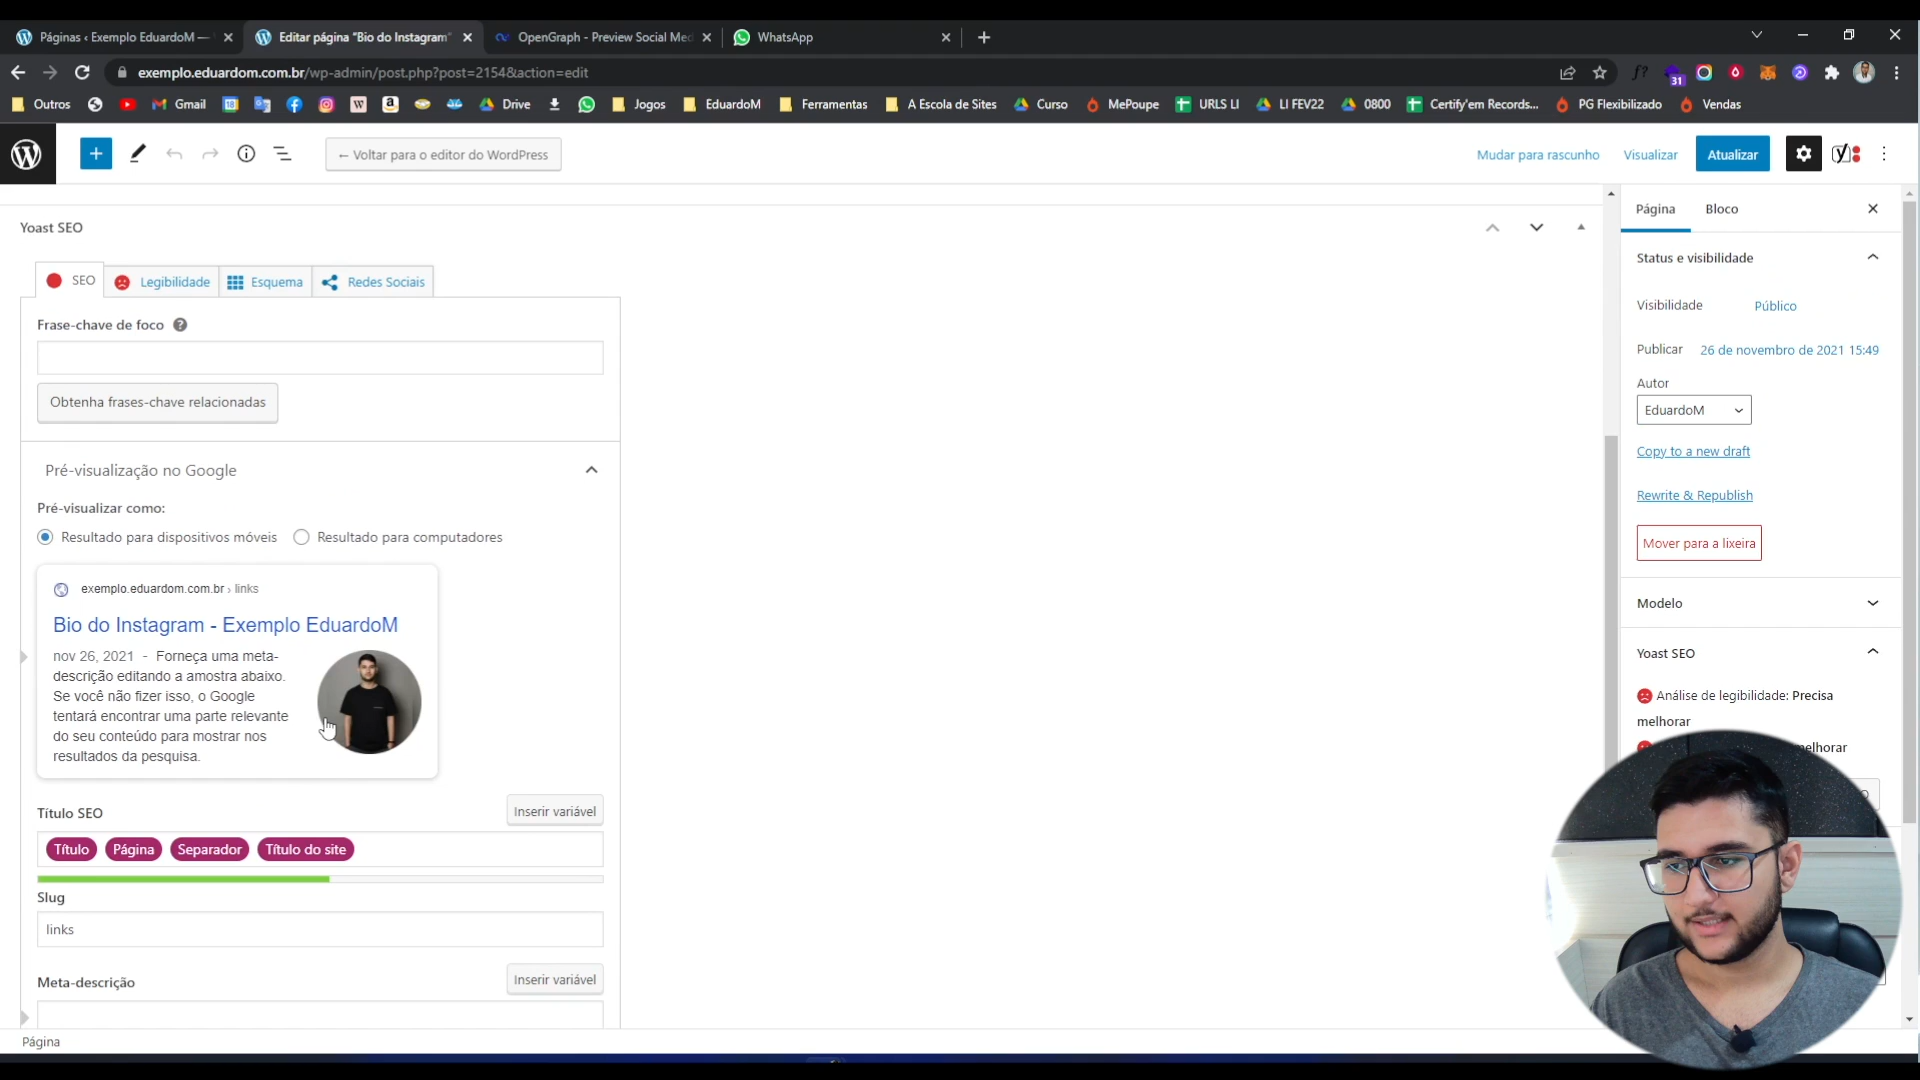 Páginas ‹ Exemplo EduardoM —
Editar página "Bio do Instagram"
OpenGraph - Preview Social Med
WhatsApp
exemplo.eduardom.com.br/wp-admin/post.php?post=2154&action=edit
f?
31
Outros
Gmail
18
Drive
Jogos
EduardoM
Ferramentas
A Escola de Sites
Curso
MePoupe
URLS LI
LI FEV22
0800
Certify'em Records...
PG Flexibilizado
Vendas
← Voltar para o editor do WordPress
Mudar para rascunho
Visualizar
Atualizar
Yoast SEO
SEO
Legibilidade
Esquema
Redes Sociais
Frase-chave de foco
Obtenha frases-chave relacionadas
Pré-visualização no Google
Pré-visualizar como:
Resultado para dispositivos móveis
Resultado para computadores
exemplo.eduardom.com.br › links
Bio do Instagram - Exemplo EduardoM
nov 26, 2021 - Forneça uma meta-
descrição editando a amostra abaixo.
Se você não fizer isso, o Google
tentará encontrar uma parte relevante
do seu conteúdo para mostrar nos
resultados da pesquisa.
Título SEO
Inserir variável
Título
Página
Separador
Título do site
Slug
links
Meta-descrição
Inserir variável
Página
Página
Bloco
Status e visibilidade
Visibilidade
Público
Publicar
26 de novembro de 2021 15:49
Autor
EduardoM
Copy to a new draft
Rewrite & Republish
Mover para a lixeira
Modelo
Yoast SEO
Análise de legibilidade: Precisa
melhorar